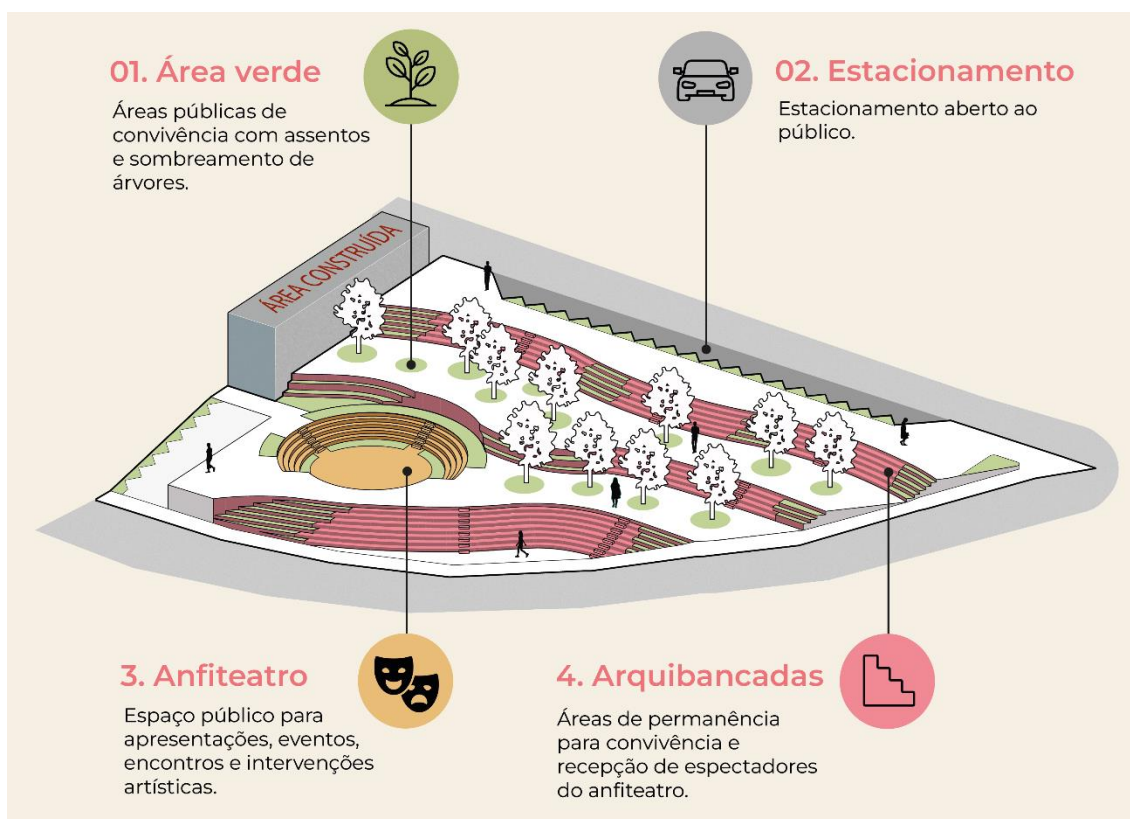 01. Área verde
Áreas públicas de
convivência com assentos
e sombreamento de
árvores.
02. Estacionamento
Estacionamento aberto ao
público.
ÁREA CONSTRUÍDA
3. Anfiteatro
Espaço público para
apresentações, eventos,
encontros e intervenções
artísticas.
4. Arquibancadas
Áreas de permanência
para convivência e
recepção de espectadores
do anfiteatro.